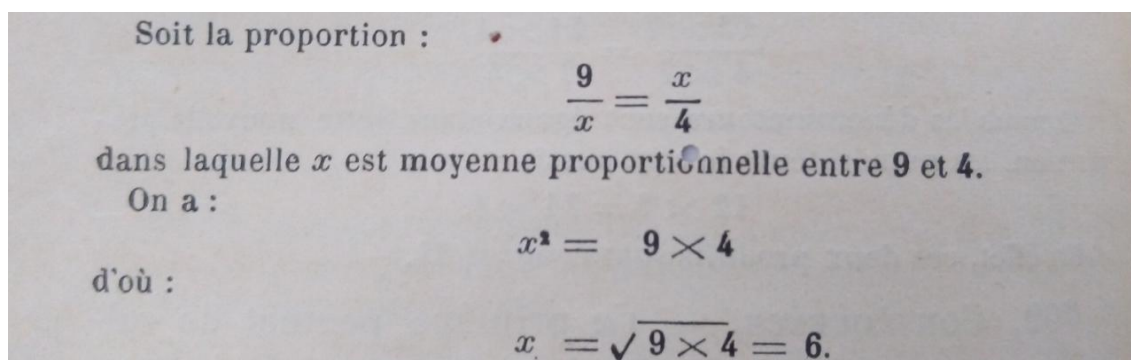 Soit la proportion :
9/x = x/4
dans laquelle x est moyenne proportionnelle entre 9 et 4.
On a :
x² = 9 × 4
d'où :
x = √9 × 4 = 6.